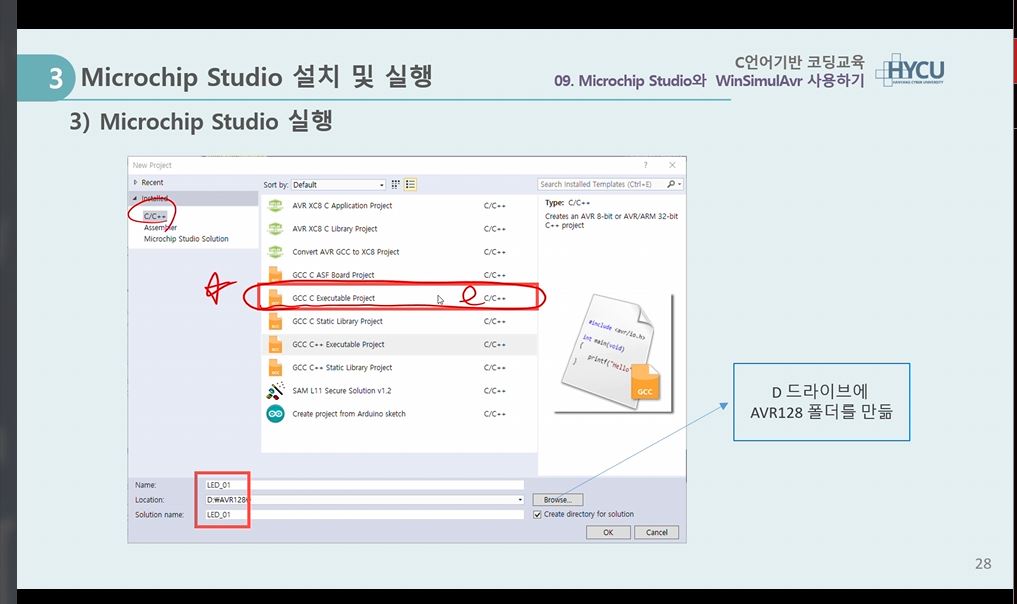 3 Microchip Studio 설치 및 실행
C언어기반 코딩교육
09. Microchip Studio와 WinSimulAvr 사용하기
HYCU
HANYANG CYBER UNIVERSITY
3) Microchip Studio 실행
New Project
? ×
Recent
Installed
C/C++
Assembler
Microchip Studio Solution
Sort by: Default
Search Installed Templates (Ctrl+E)
AVR XC8 C Application Project C/C++
AVR XC8 C Library Project C/C++
Convert AVR GCC to XC8 Project C/C++
GCC C ASF Board Project C/C++
GCC C Executable Project C/C++
GCC C Static Library Project C/C++
GCC C++ Executable Project C/C++
GCC C++ Static Library Project C/C++
SAM L11 Secure Solution v1.2 C/C++
Create project from Arduino sketch C/C++
Type: C/C++
Creates an AVR 8-bit or AVR/ARM 32-bit
C++ project
#include <avr/io.h>
int main(void)
{
printf("Hello"
}
GCC
D 드라이브에
AVR128 폴더를 만듦
Name: LED_01
Location: D:₩AVR128
Browse...
Solution name: LED_01
Create directory for solution
OK Cancel
28